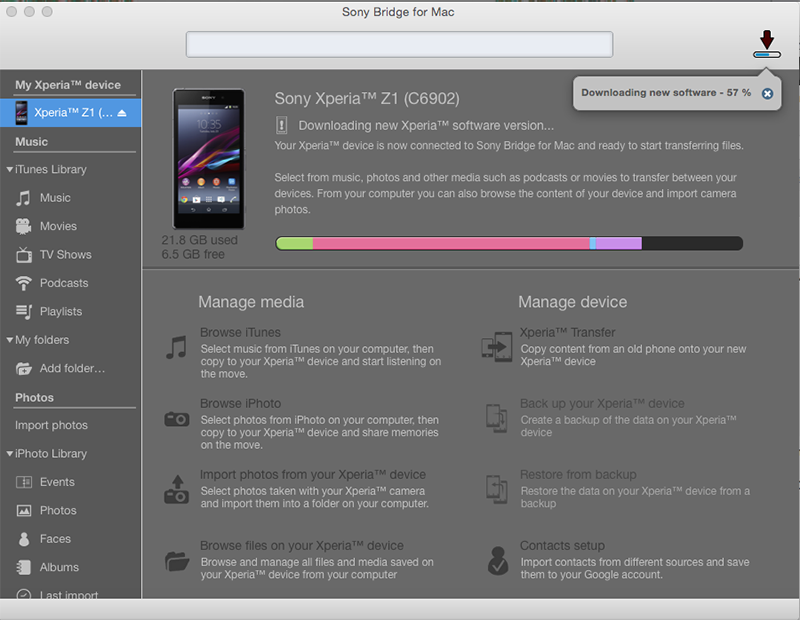 Sony Bridge for Mac
Downloading new software - 57 %
My Xperia™ device
Xperia™ Z1 (...
Music
iTunes Library
Music
Movies
TV Shows
Podcasts
Playlists
My folders
Add folder...
Photos
Import photos
iPhoto Library
Events
Photos
Faces
Albums
Last import
SONY
10:35
21.8 GB used
6.5 GB free
Sony Xperia™ Z1 (C6902)
Downloading new Xperia™ software version...
Your Xperia™ device is now connected to Sony Bridge for Mac and ready to start transferring files.
Select from music, photos and other media such as podcasts or movies to transfer between your
devices. From your computer you can also browse the content of your device and import camera
photos.
Manage media
Browse iTunes
Select music from iTunes on your computer, then
copy to your Xperia™ device and start listening on
the move.
Browse iPhoto
Select photos from iPhoto on your computer, then
copy to your Xperia™ device and share memories
on the move.
Import photos from your Xperia™ device
Select photos taken with your Xperia™ camera
and import them into a folder on your computer.
Browse files on your Xperia™ device
Browse and manage all files and media saved on
your Xperia™ device from your computer
Manage device
Xperia™ Transfer
Copy content from an old phone onto your new
Xperia™ device
Back up your Xperia™ device
Create a backup of the data on your Xperia™
device
Restore from backup
Restore the data on your Xperia™ device from a
backup
Contacts setup
Import contacts from different sources and save
them to your Google account.